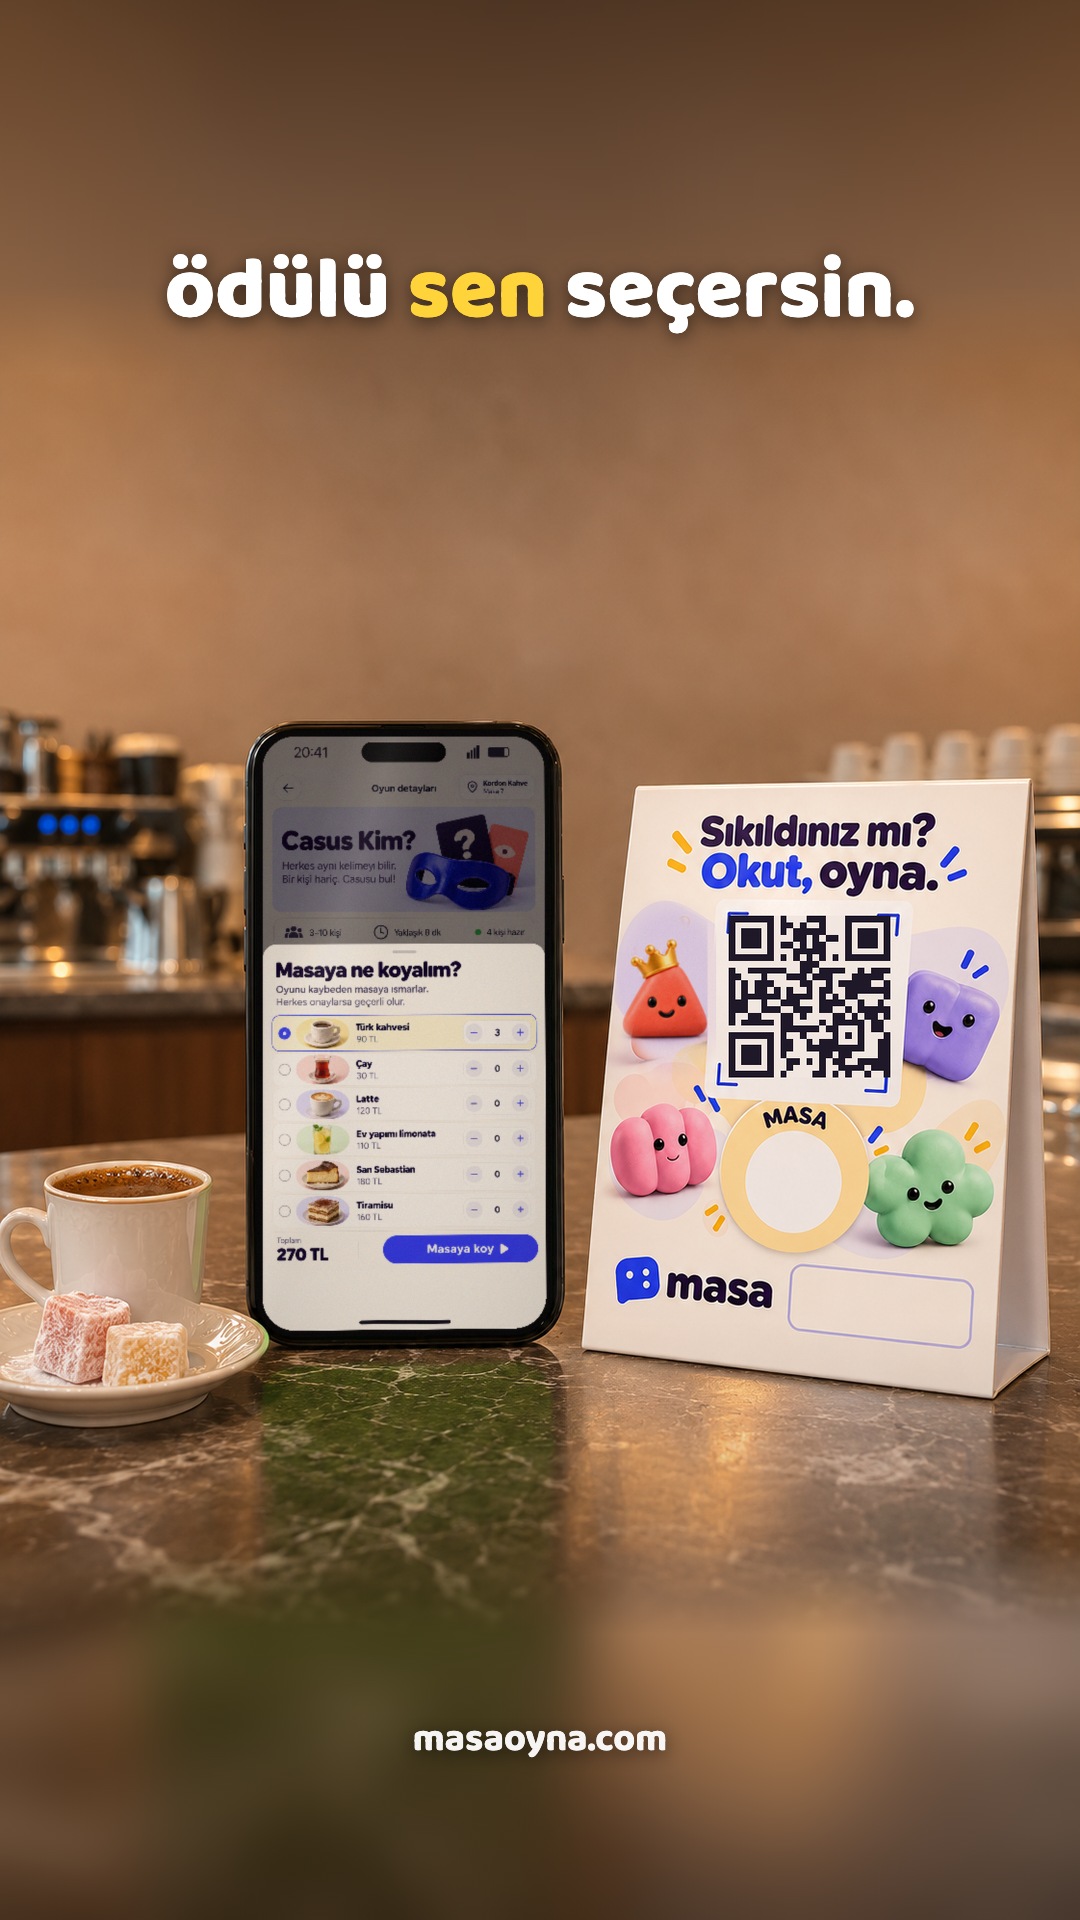 ödülü sen seçersin.
20:41
Oyun detayları
Kordon Kahve
Masa 7
Casus Kim?
Herkes aynı kelimeyi bilir.
Bir kişi hariç. Casusu bul!
3-10 kişi
Yaklaşık 8 dk
4 kişi hazır
Masaya ne koyalım?
Oyunu kaybeden masaya ısmarlar.
Herkes onaylarsa geçerli olur.
Türk kahvesi
90 TL
− 3 +
Çay
30 TL
− 0 +
Latte
120 TL
− 0 +
Ev yapımı limonata
110 TL
− 0 +
San Sebastian
180 TL
− 0 +
Tiramisu
160 TL
− 0 +
Toplam
270 TL
Masaya koy
Sıkıldınız mı?
Okut, oyna.
MASA
masa
masaoyna.com